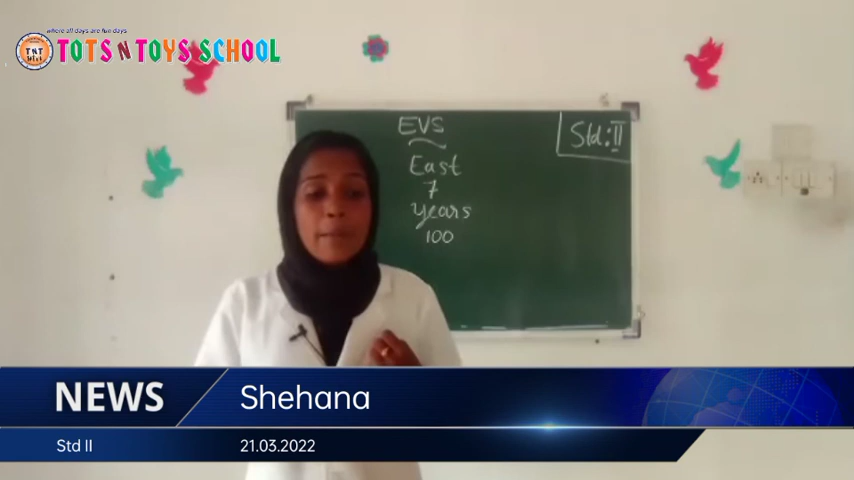 where all days are fun days
TOTS N TOYS SCHOOL
TNT
EVS
Std:II
East
7
years
100
NEWS
Shehana
Std II
21.03.2022